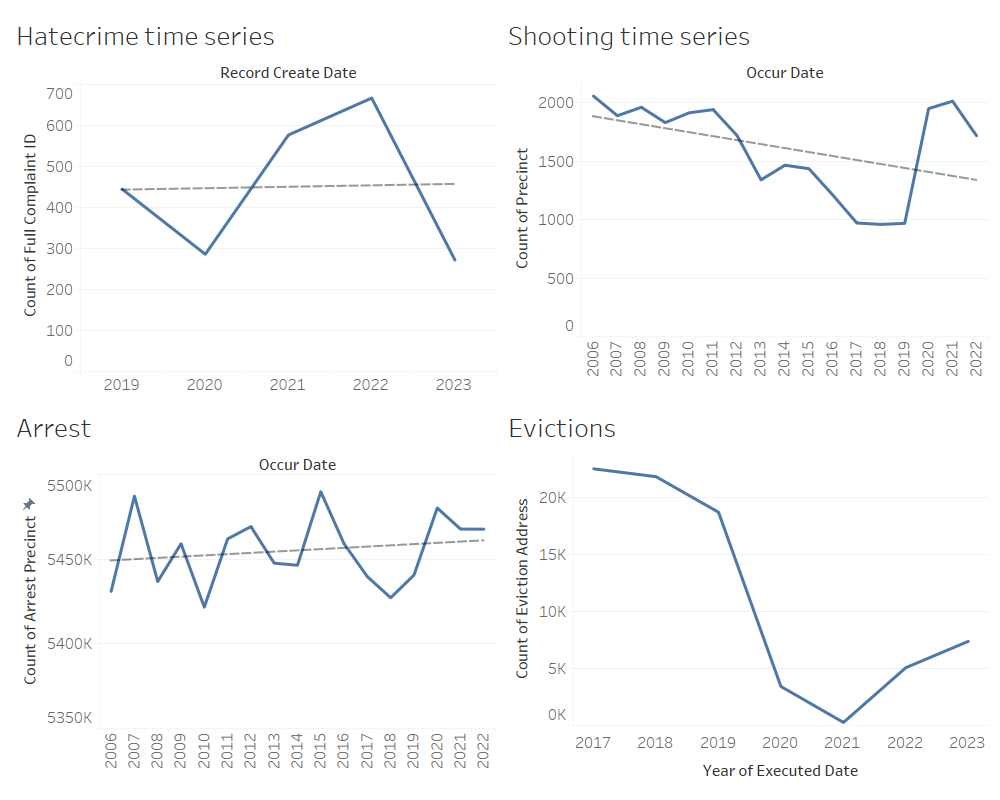 Hatecrime time series
Record Create Date
Count of Full Complaint ID
700
600
500
400
300
200
100
0
2019 2020 2021 2022 2023
Shooting time series
Occur Date
Count of Precinct
2000
1500
1000
500
0
2006 2007 2008 2009 2010 2011 2012 2013 2014 2015 2016 2017 2018 2019 2020 2021 2022
Arrest
Occur Date
Count of Arrest Precinct
5500K
5450K
5400K
5350K
2006 2007 2008 2009 2010 2011 2012 2013 2014 2015 2016 2017 2018 2019 2020 2021 2022
Evictions
Count of Eviction Address
20K
15K
10K
5K
0K
2017 2018 2019 2020 2021 2022 2023
Year of Executed Date